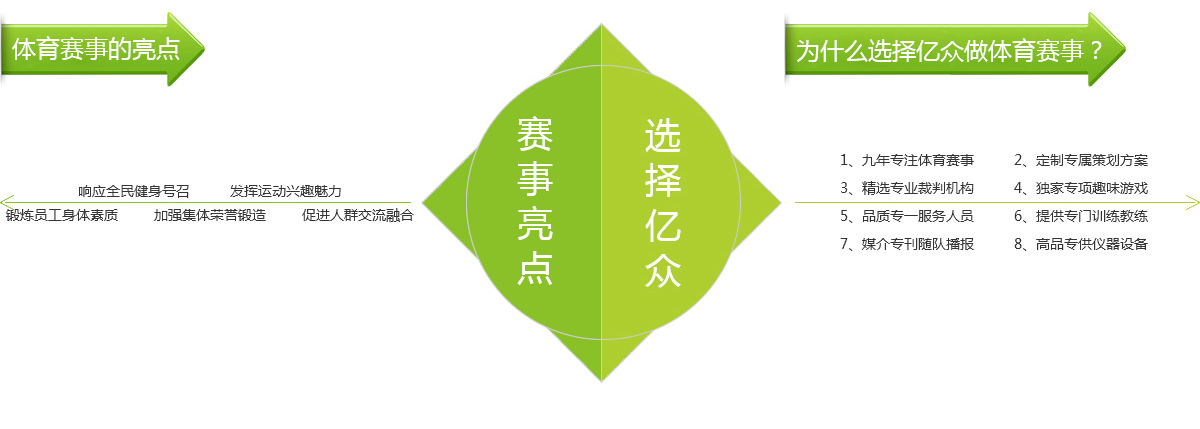 体育赛事的亮点
响应全民健身号召 发挥运动兴趣魅力
锻炼员工身体素质 加强集体荣誉锻造 促进人群交流融合
赛事亮点
选择亿众
为什么选择亿众做体育赛事？
1、九年专注体育赛事 2、定制专属策划方案
3、精选专业裁判机构 4、独家专项趣味游戏
5、品质专一服务人员 6、提供专门训练教练
7、媒介专刊随队播报 8、高品专供仪器设备